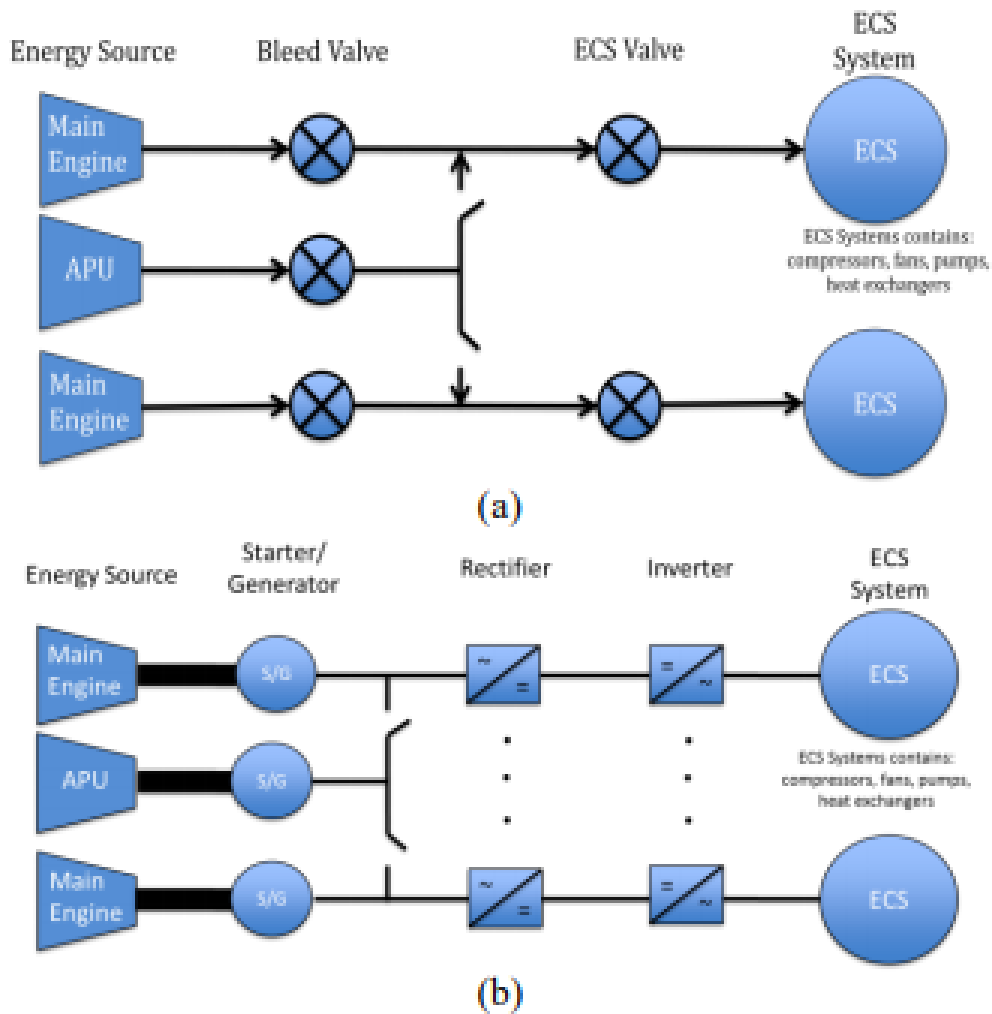 Energy Source
Bleed Valve
ECS Valve
ECS
System
Main
Engine
ECS
APU
ECS Systems contains:
compressors, fans, pumps,
heat exchangers
Main
Engine
ECS
(a)
Energy Source
Starter/
Generator
Rectifier
Inverter
ECS
System
Main
Engine
S/G
~
=
=
~
ECS
APU
S/G
ECS Systems contains:
compressors, fans, pumps,
heat exchangers
Main
Engine
S/G
~
=
=
~
ECS
(b)